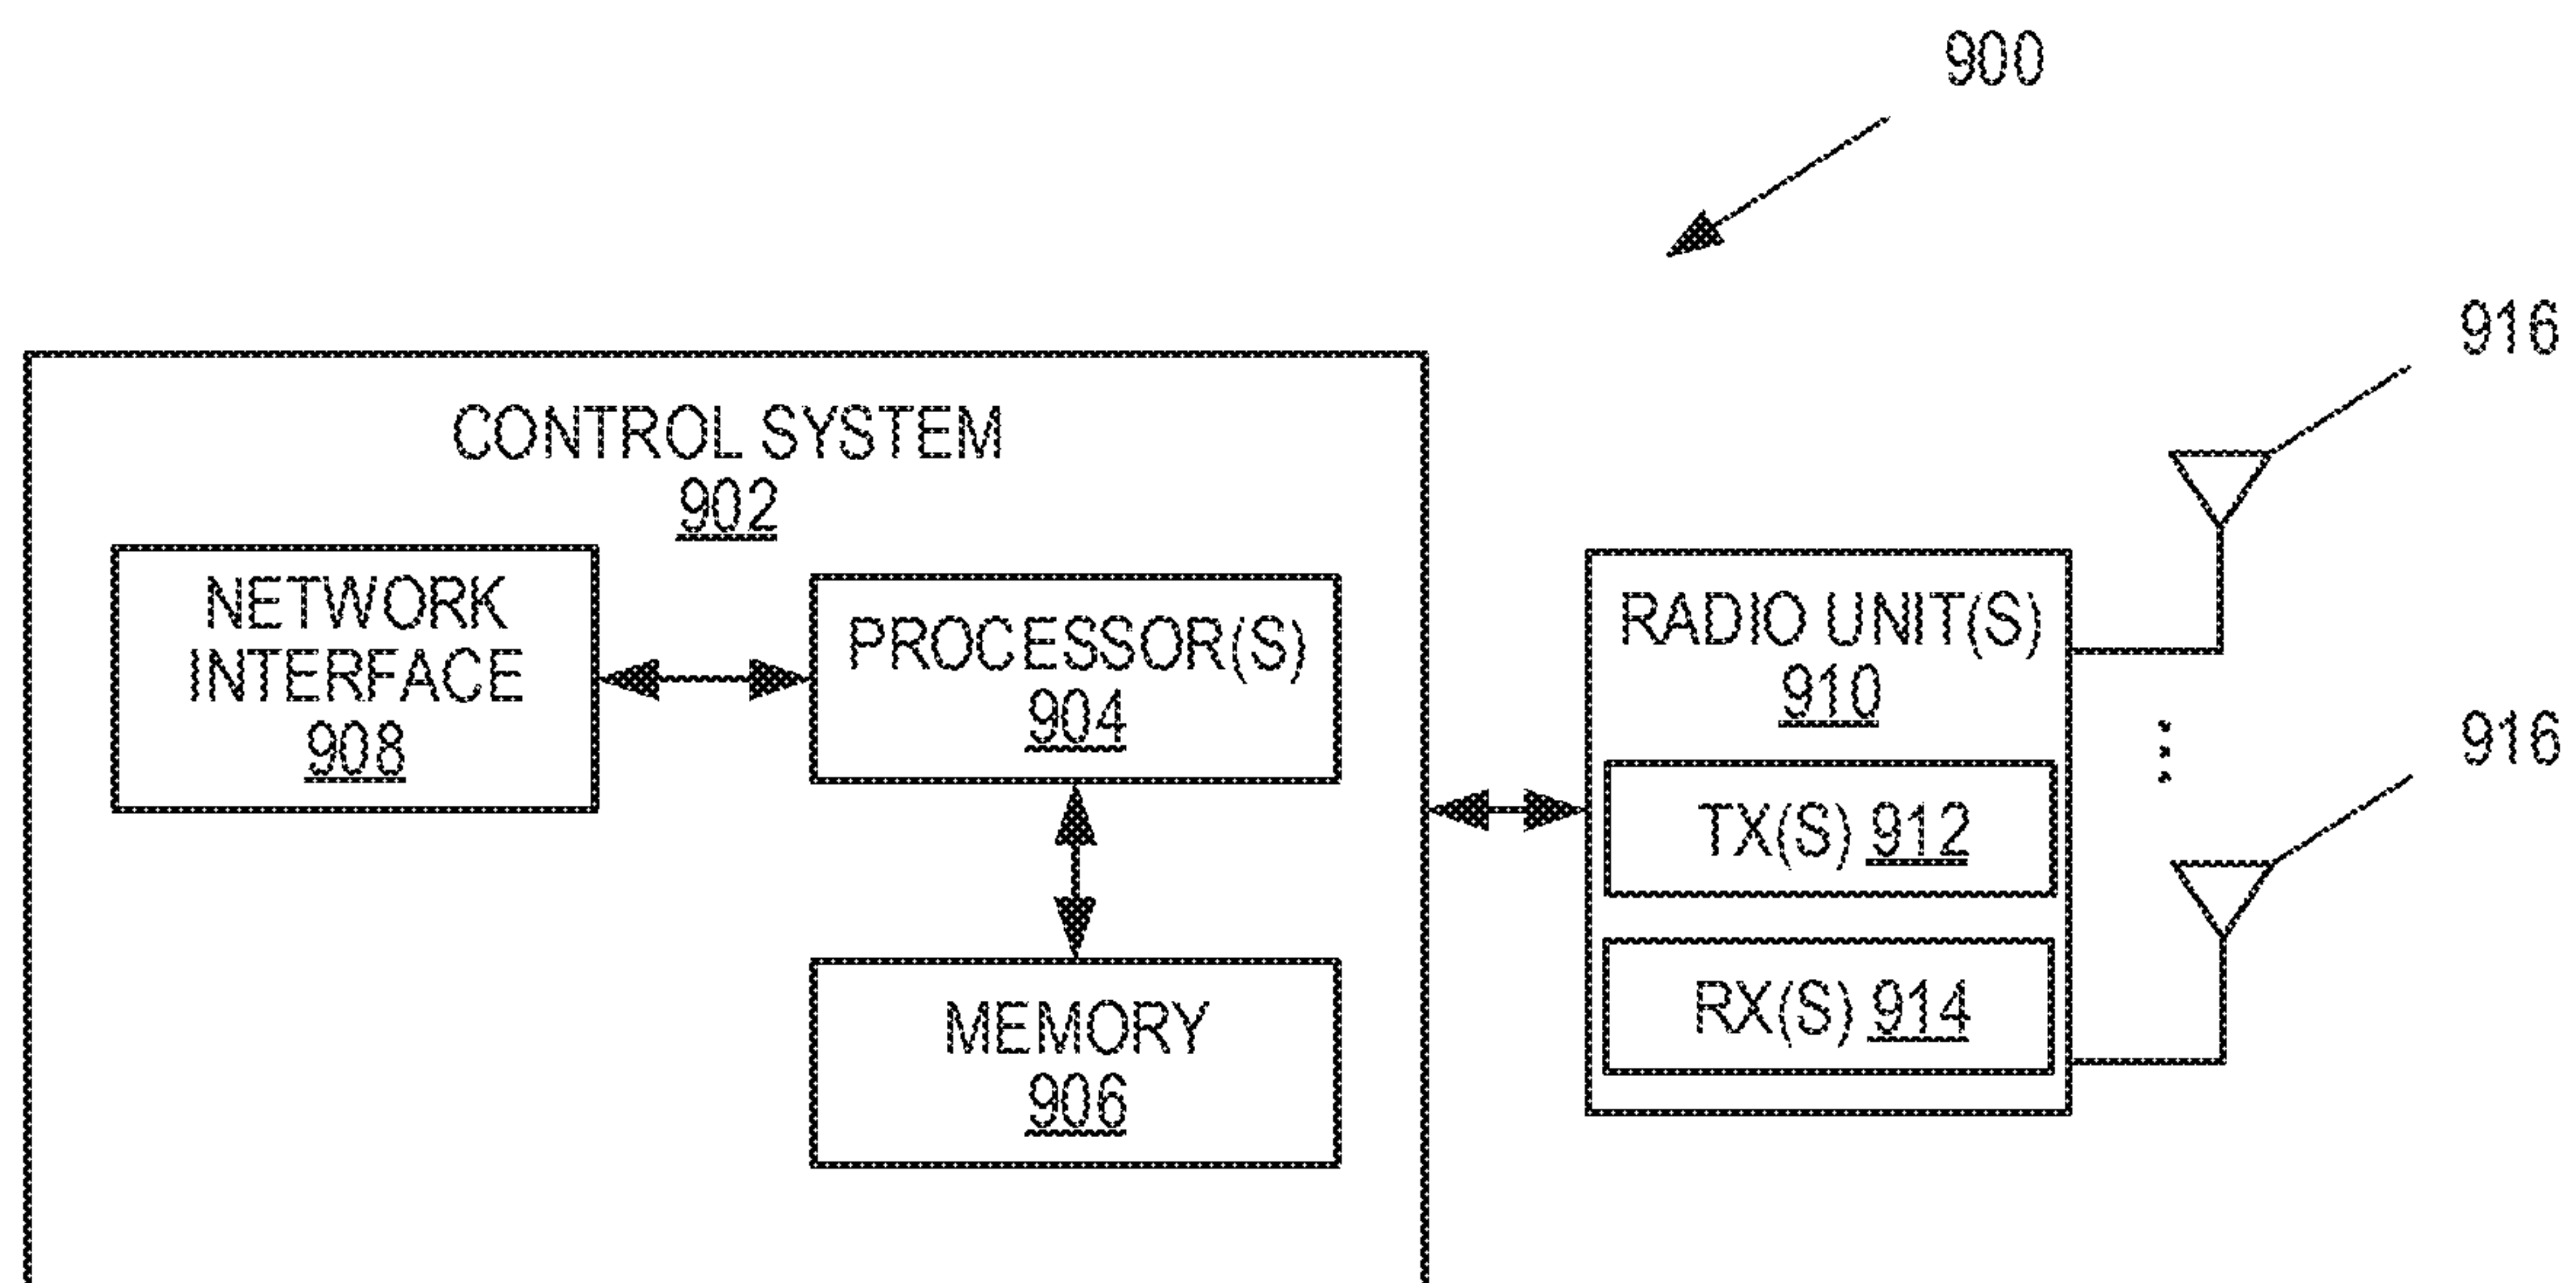 900
916
CONTROL SYSTEM
902
NETWORK
INTERFACE
908
PROCESSOR(S)
904
MEMORY
906
RADIO UNIT(S)
910
TX(S) 912
RX(S) 914
916